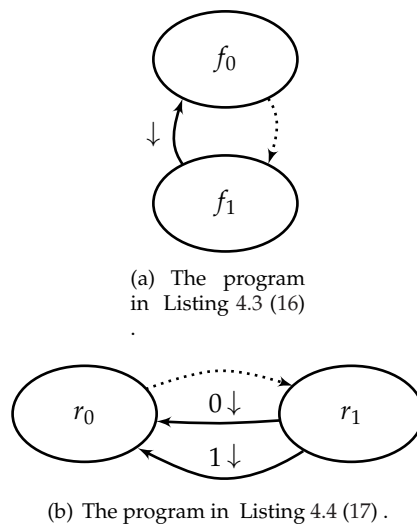 f₀
↓
f₁
(a) The program
in Listing 4.3 (16)
.
r₀
0 ↓
r₁
1 ↓
(b) The program in Listing 4.4 (17) .